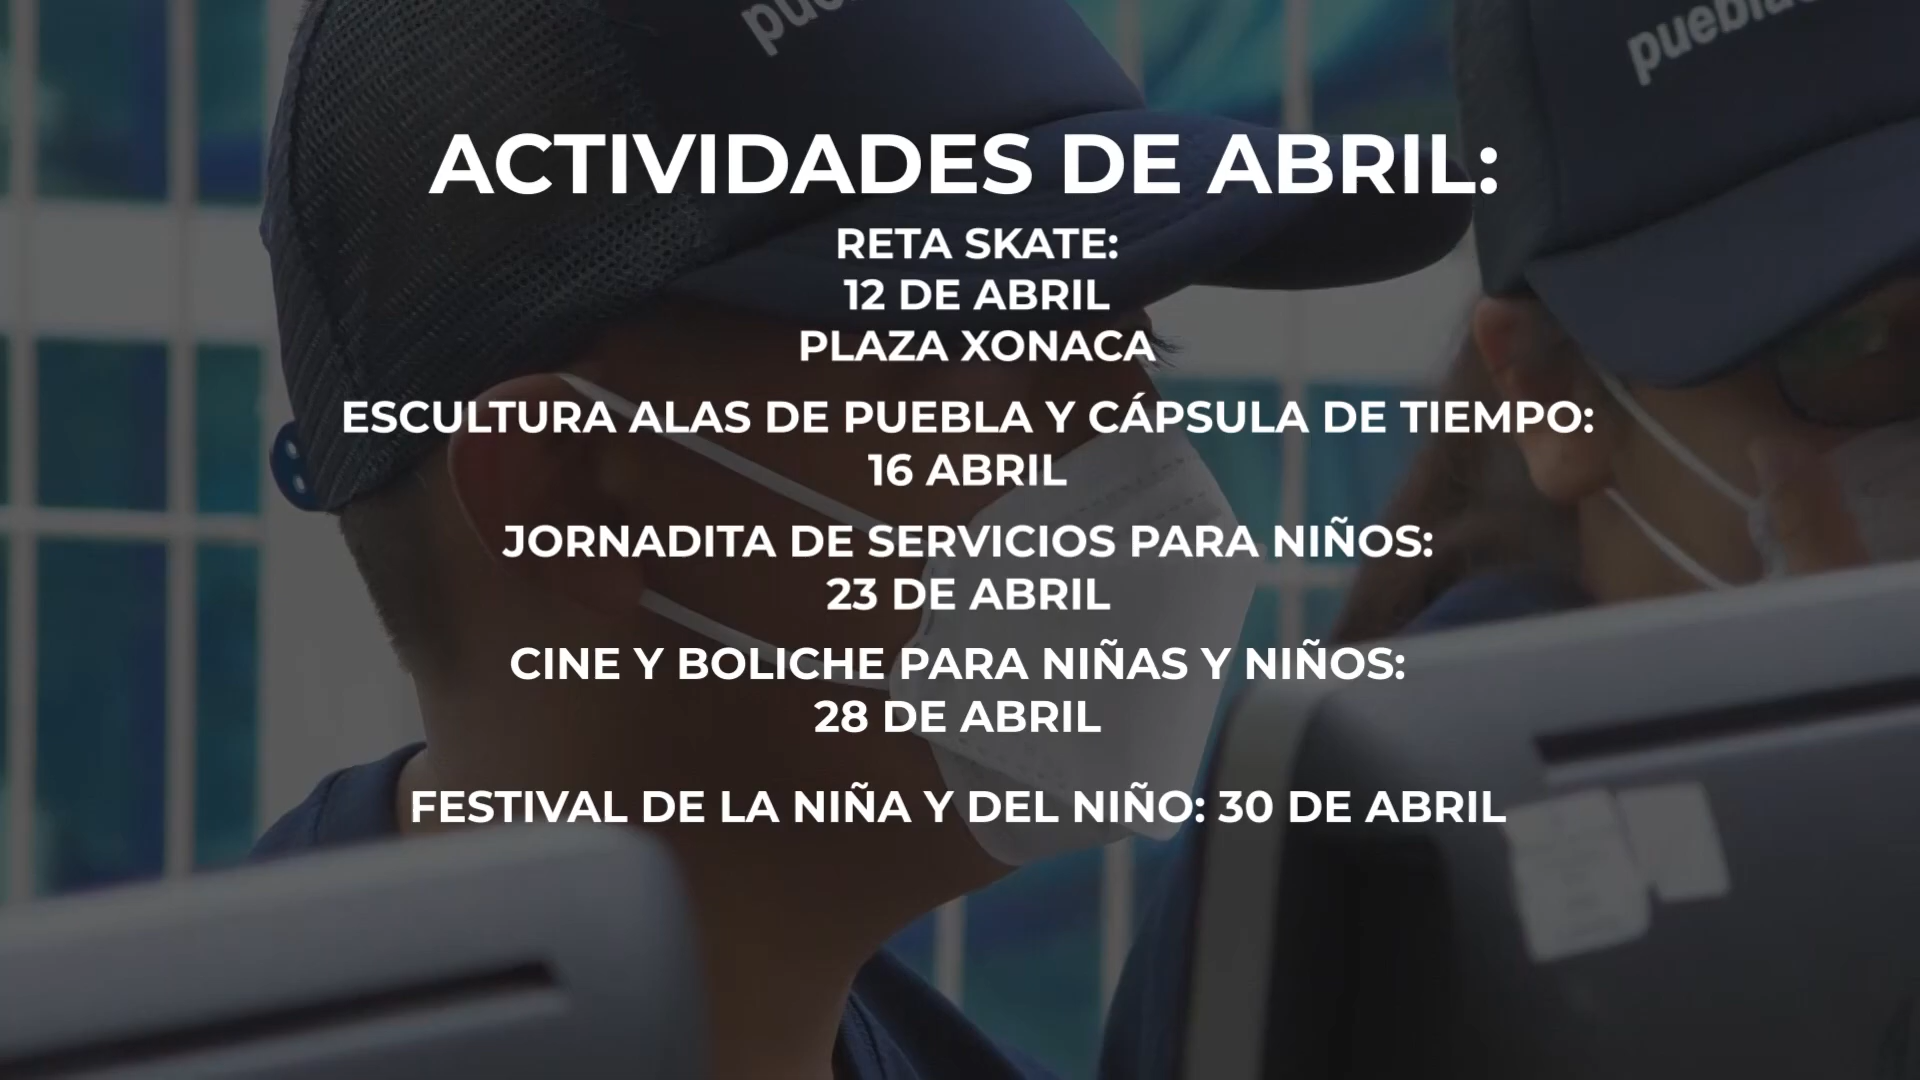 ACTIVIDADES DE ABRIL:
RETA SKATE:
12 DE ABRIL
PLAZA XONACA
ESCULTURA ALAS DE PUEBLA Y CÁPSULA DE TIEMPO:
16 ABRIL
JORNADITA DE SERVICIOS PARA NIÑOS:
23 DE ABRIL
CINE Y BOLICHE PARA NIÑAS Y NIÑOS:
28 DE ABRIL
FESTIVAL DE LA NIÑA Y DEL NIÑO: 30 DE ABRIL